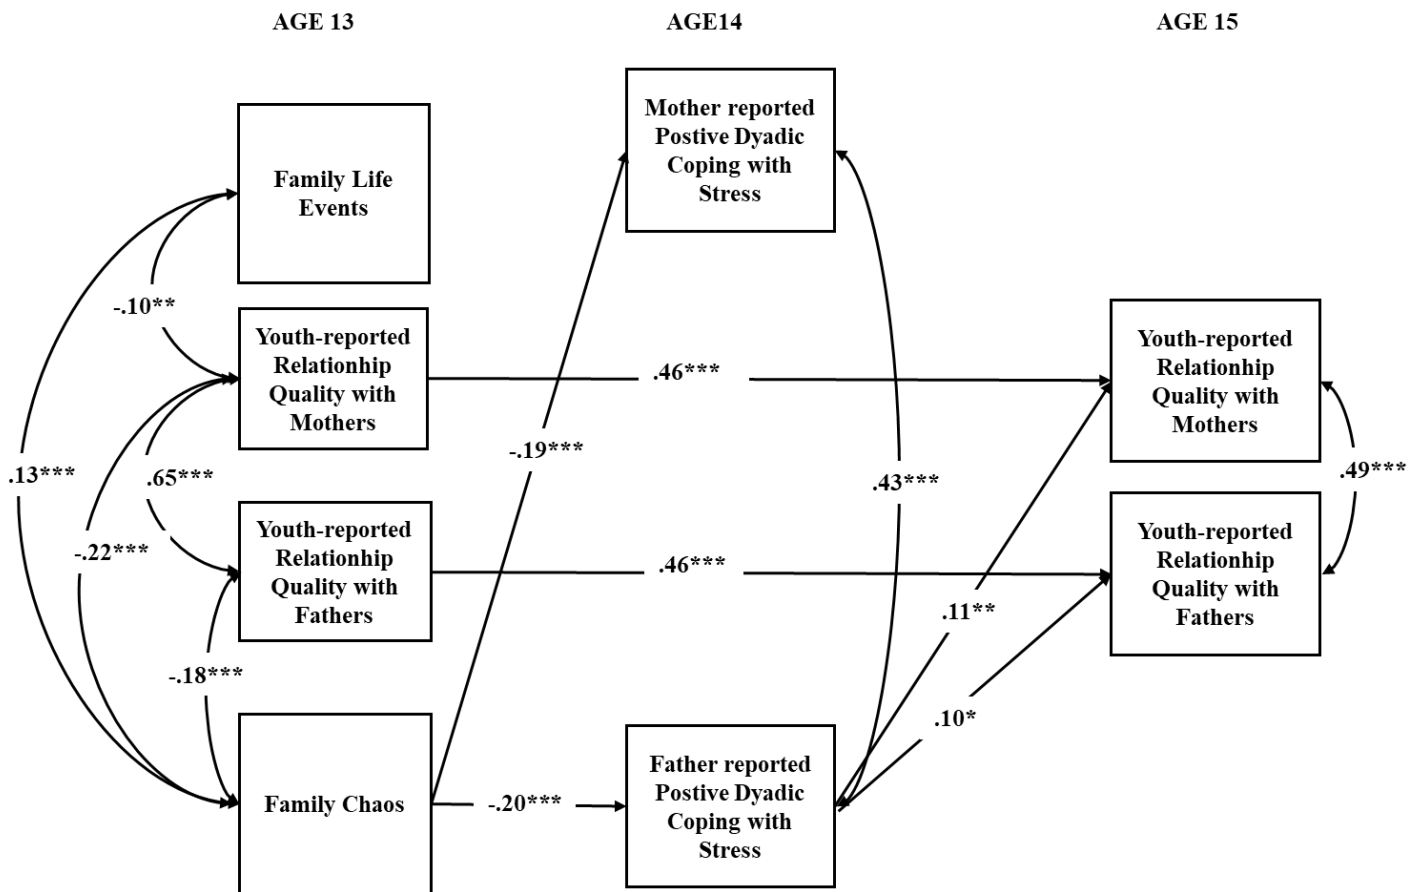 AGE 13
AGE14
AGE 15
Family Life
Events
Mother reported
Postive Dyadic
Coping with
Stress
-.10**
Youth-reported
Relationhip
Quality with
Mothers
.46***
Youth-reported
Relationhip
Quality with
Mothers
.13***
.65***
-.19***
.43***
.49***
-.22***
Youth-reported
Relationhip
Quality with
Fathers
.46***
Youth-reported
Relationhip
Quality with
Fathers
.11**
-.18***
.10*
Family Chaos
-.20***
Father reported
Postive Dyadic
Coping with
Stress